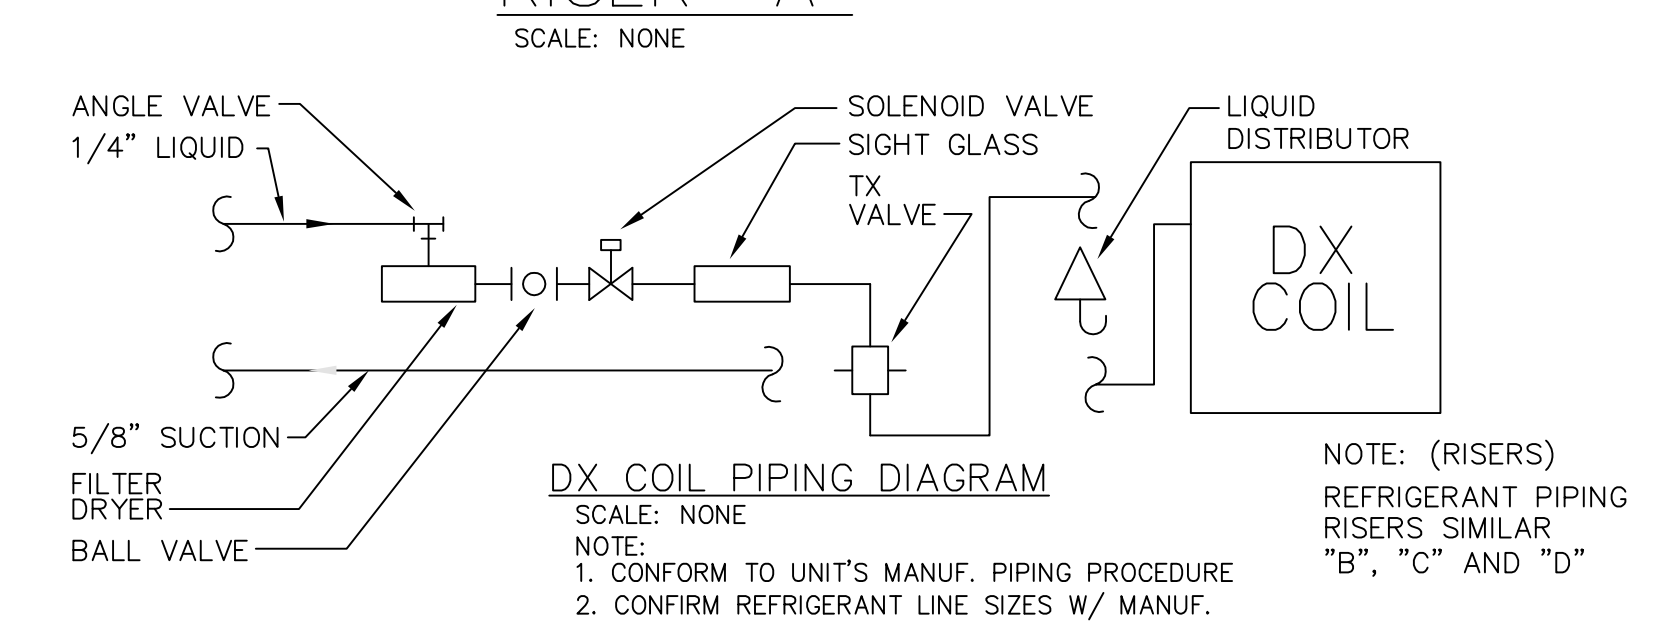 RISER "A"
SCALE: NONE
ANGLE VALVE
1/4" LIQUID
SOLENOID VALVE
SIGHT GLASS
TX
VALVE
LIQUID
DISTRIBUTOR
DX
COIL
5/8" SUCTION
FILTER
DRYER
BALL VALVE
DX COIL PIPING DIAGRAM
SCALE: NONE
NOTE:
1. CONFORM TO UNIT'S MANUF. PIPING PROCEDURE
2. CONFIRM REFRIGERANT LINE SIZES W/ MANUF.
NOTE: (RISERS)
REFRIGERANT PIPING
RISERS SIMILAR
"B", "C" AND "D"